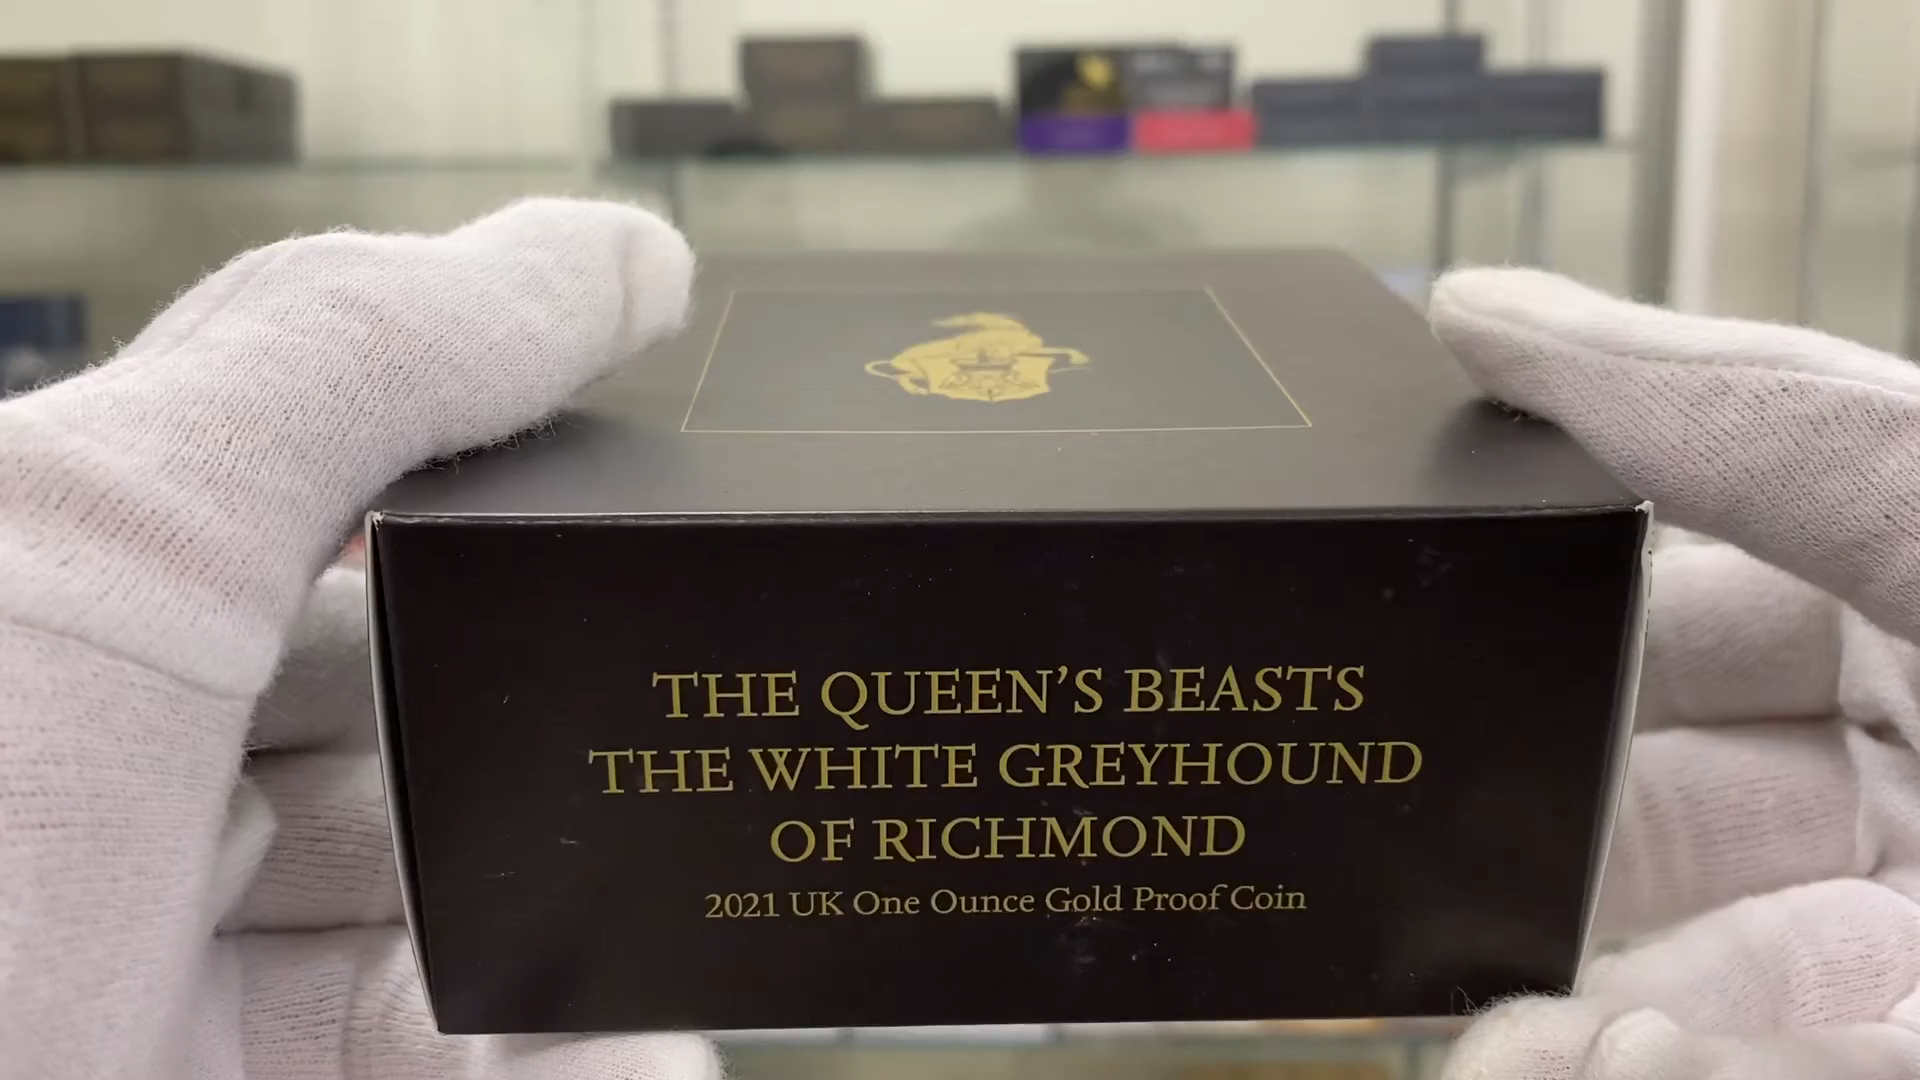 THE QUEEN’S BEASTS
THE WHITE GREYHOUND
OF RICHMOND
2021 UK One Ounce Gold Proof Coin